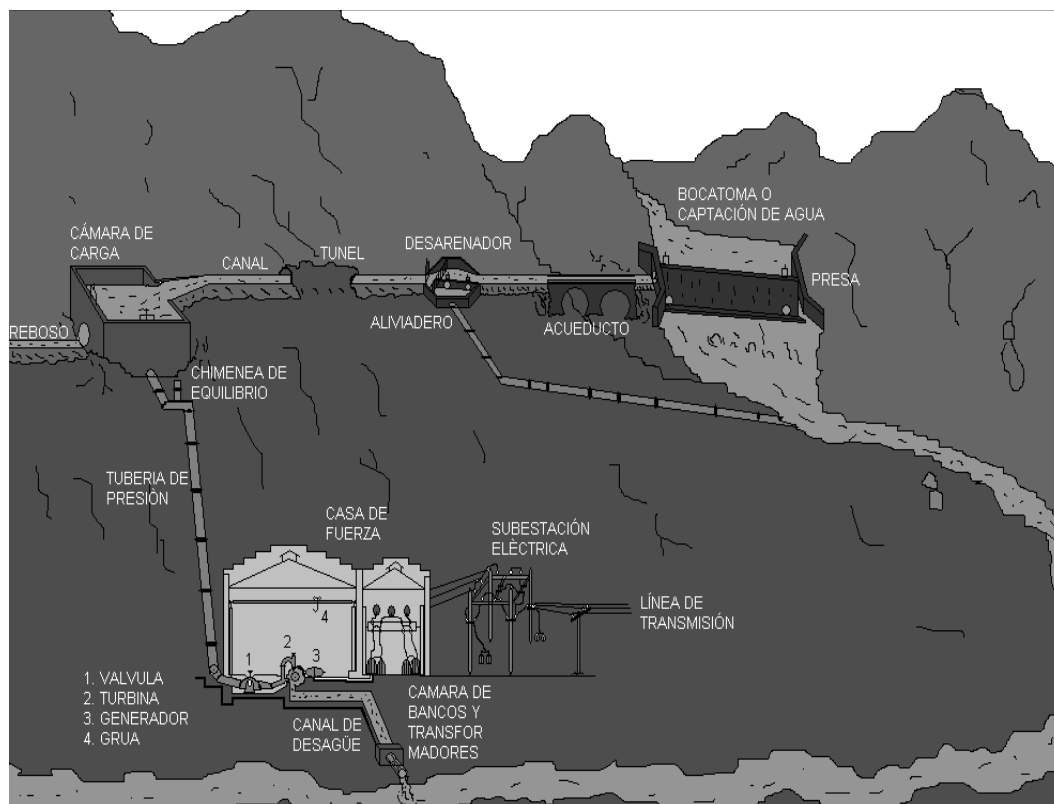 BOCATOMA O
CAPTACIÓN DE AGUA
CÁMARA DE
CARGA
CANAL
TUNEL
DESARENADOR
PRESA
REBOSO
ALIVIADERO
ACUEDUCTO
CHIMENEA DE
EQUILIBRIO
TUBERIA DE
PRESIÓN
CASA DE
FUERZA
SUBESTACIÓN
ELÈCTRICA
LÍNEA DE
TRANSMISIÓN
4
2
1
3
1. VALVULA
2. TURBINA
3. GENERADOR
4. GRUA
CANAL DE
DESAGÜE
CAMARA DE
BANCOS Y
TRANSFOR
MADORES